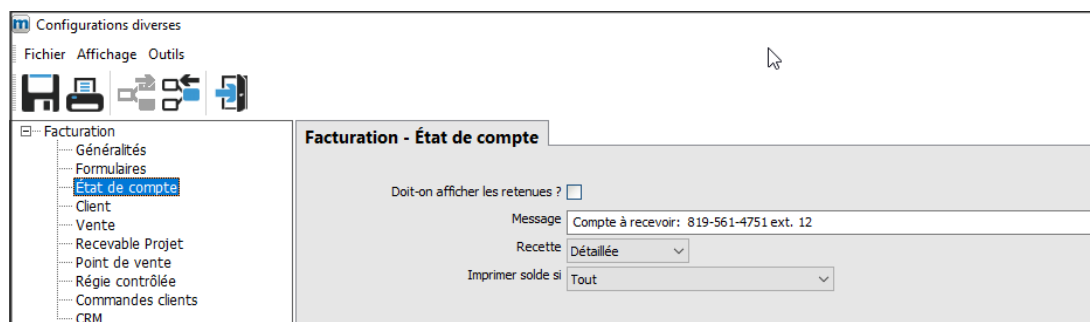 m Configurations diverses
Fichier Affichage Outils
Facturation
Généralités
Formulaires
État de compte
Client
Vente
Recevable Projet
Point de vente
Régie contrôlée
Commandes clients
CRM
Facturation - État de compte
Doit-on afficher les retenues ?
Message Compte à recevoir: 819-561-4751 ext. 12
Recette Détaillée
Imprimer solde si Tout